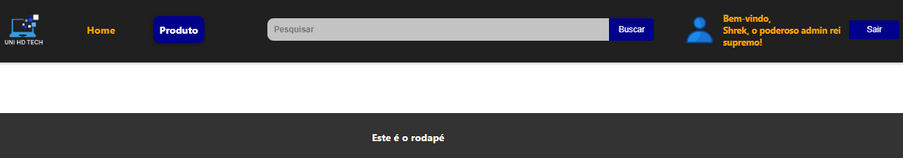 UNI HD TECH
Home
Produto
Pesquisar
Buscar
Bem-vindo,
Shrek, o poderoso admin rei
supremo!
Sair
Este é o rodapé